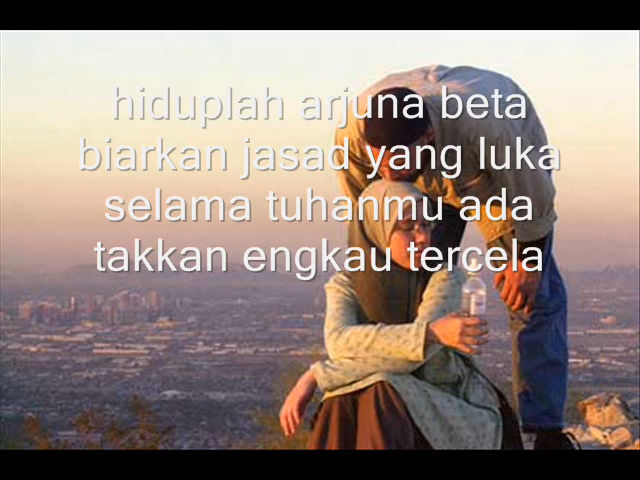 hiduplah arjuna beta
biarkan jasad yang luka
selama tuhanmu ada
takkan engkau tercela